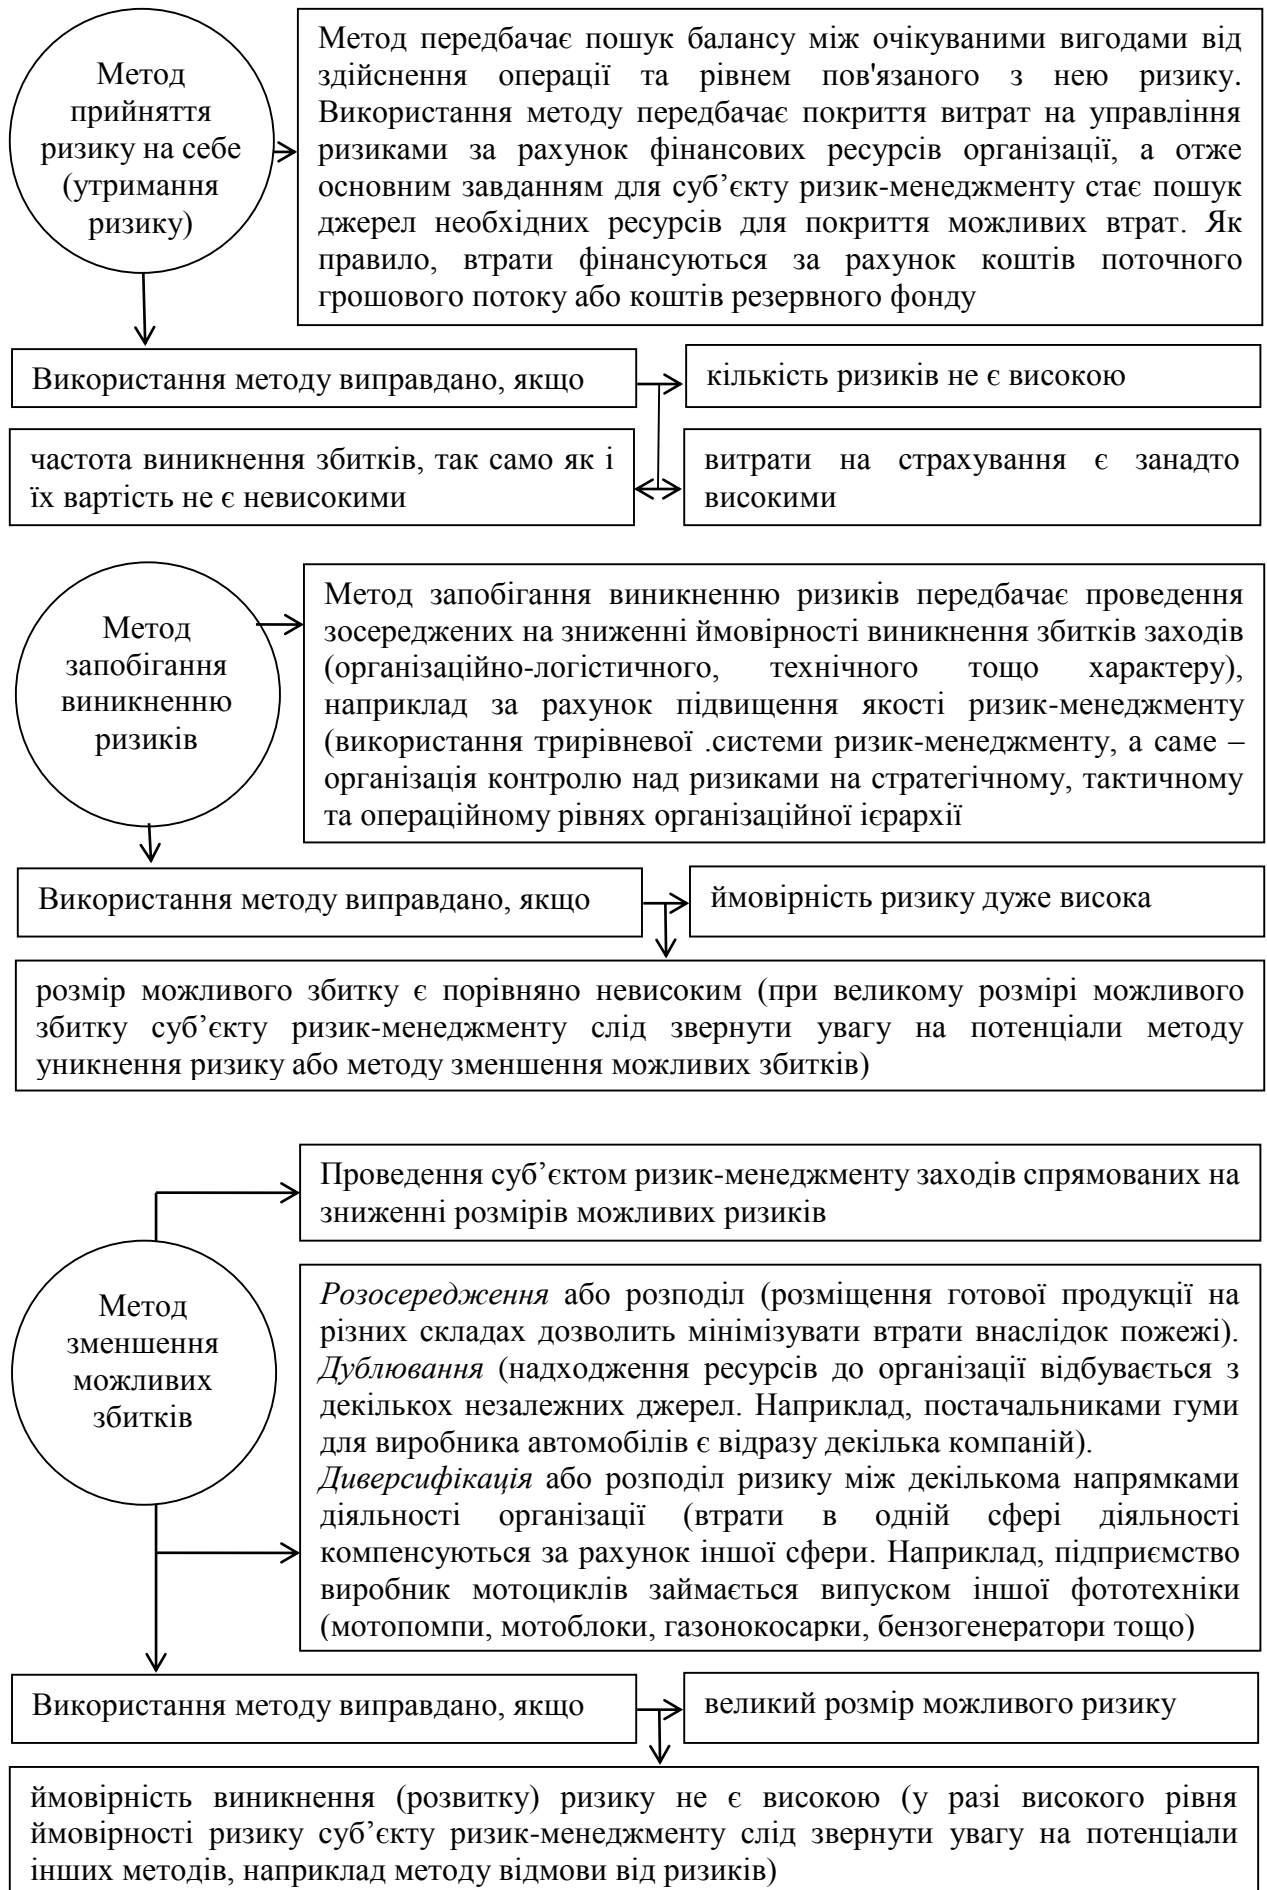 Метод
прийняття
ризику на себе
(утримання
ризику)
Метод передбачає пошук балансу між очікуваними вигодами від
здійснення операції та рівнем пов'язаного з нею ризику.
Використання методу передбачає покриття витрат на управління
ризиками за рахунок фінансових ресурсів організації, а отже
основним завданням для суб’єкту ризик-менеджменту стає пошук
джерел необхідних ресурсів для покриття можливих втрат. Як
правило, втрати фінансуються за рахунок коштів поточного
грошового потоку або коштів резервного фонду
Використання методу виправдано, якщо
кількість ризиків не є високою
частота виникнення збитків, так само як і
їх вартість не є невисокими
витрати на страхування є занадто
високими
Метод
запобігання
виникненню
ризиків
Метод запобігання виникненню ризиків передбачає проведення
зосереджених на зниженні ймовірності виникнення збитків заходів
(організаційно-логістичного, технічного тощо характеру),
наприклад за рахунок підвищення якості ризик-менеджменту
(використання трирівневої .системи ризик-менеджменту, а саме –
організація контролю над ризиками на стратегічному, тактичному
та операційному рівнях організаційної ієрархії
Використання методу виправдано, якщо
ймовірність ризику дуже висока
розмір можливого збитку є порівняно невисоким (при великому розмірі можливого
збитку суб’єкту ризик-менеджменту слід звернути увагу на потенціали методу
уникнення ризику або методу зменшення можливих збитків)
Проведення суб’єктом ризик-менеджменту заходів спрямованих на
зниженні розмірів можливих ризиків
Метод
зменшення
можливих
збитків
Розосередження або розподіл (розміщення готової продукції на
різних складах дозволить мінімізувати втрати внаслідок пожежі).
Дублювання (надходження ресурсів до організації відбувається з
декількох незалежних джерел. Наприклад, постачальниками гуми
для виробника автомобілів є відразу декілька компаній).
Диверсифікація або розподіл ризику між декількома напрямками
діяльності організації (втрати в одній сфері діяльності
компенсуються за рахунок іншої сфери. Наприклад, підприємство
виробник мотоциклів займається випуском іншої фототехніки
(мотопомпи, мотоблоки, газонокосарки, бензогенератори тощо)
Використання методу виправдано, якщо
великий розмір можливого ризику
ймовірність виникнення (розвитку) ризику не є високою (у разі високого рівня
ймовірності ризику суб’єкту ризик-менеджменту слід звернути увагу на потенціали
інших методів, наприклад методу відмови від ризиків)